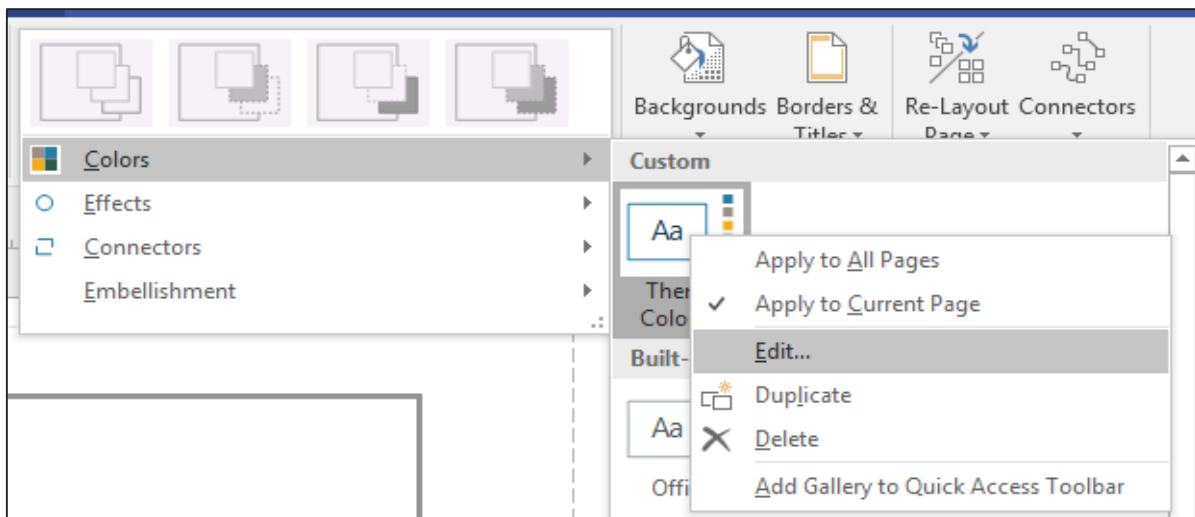 Backgrounds Borders & Re-Layout Connectors
Titles Page
Colors
Effects
Connectors
Embellishment
Custom
Aa
Apply to All Pages
Apply to Current Page
Edit...
Duplicate
Delete
Add Gallery to Quick Access Toolbar
Aa